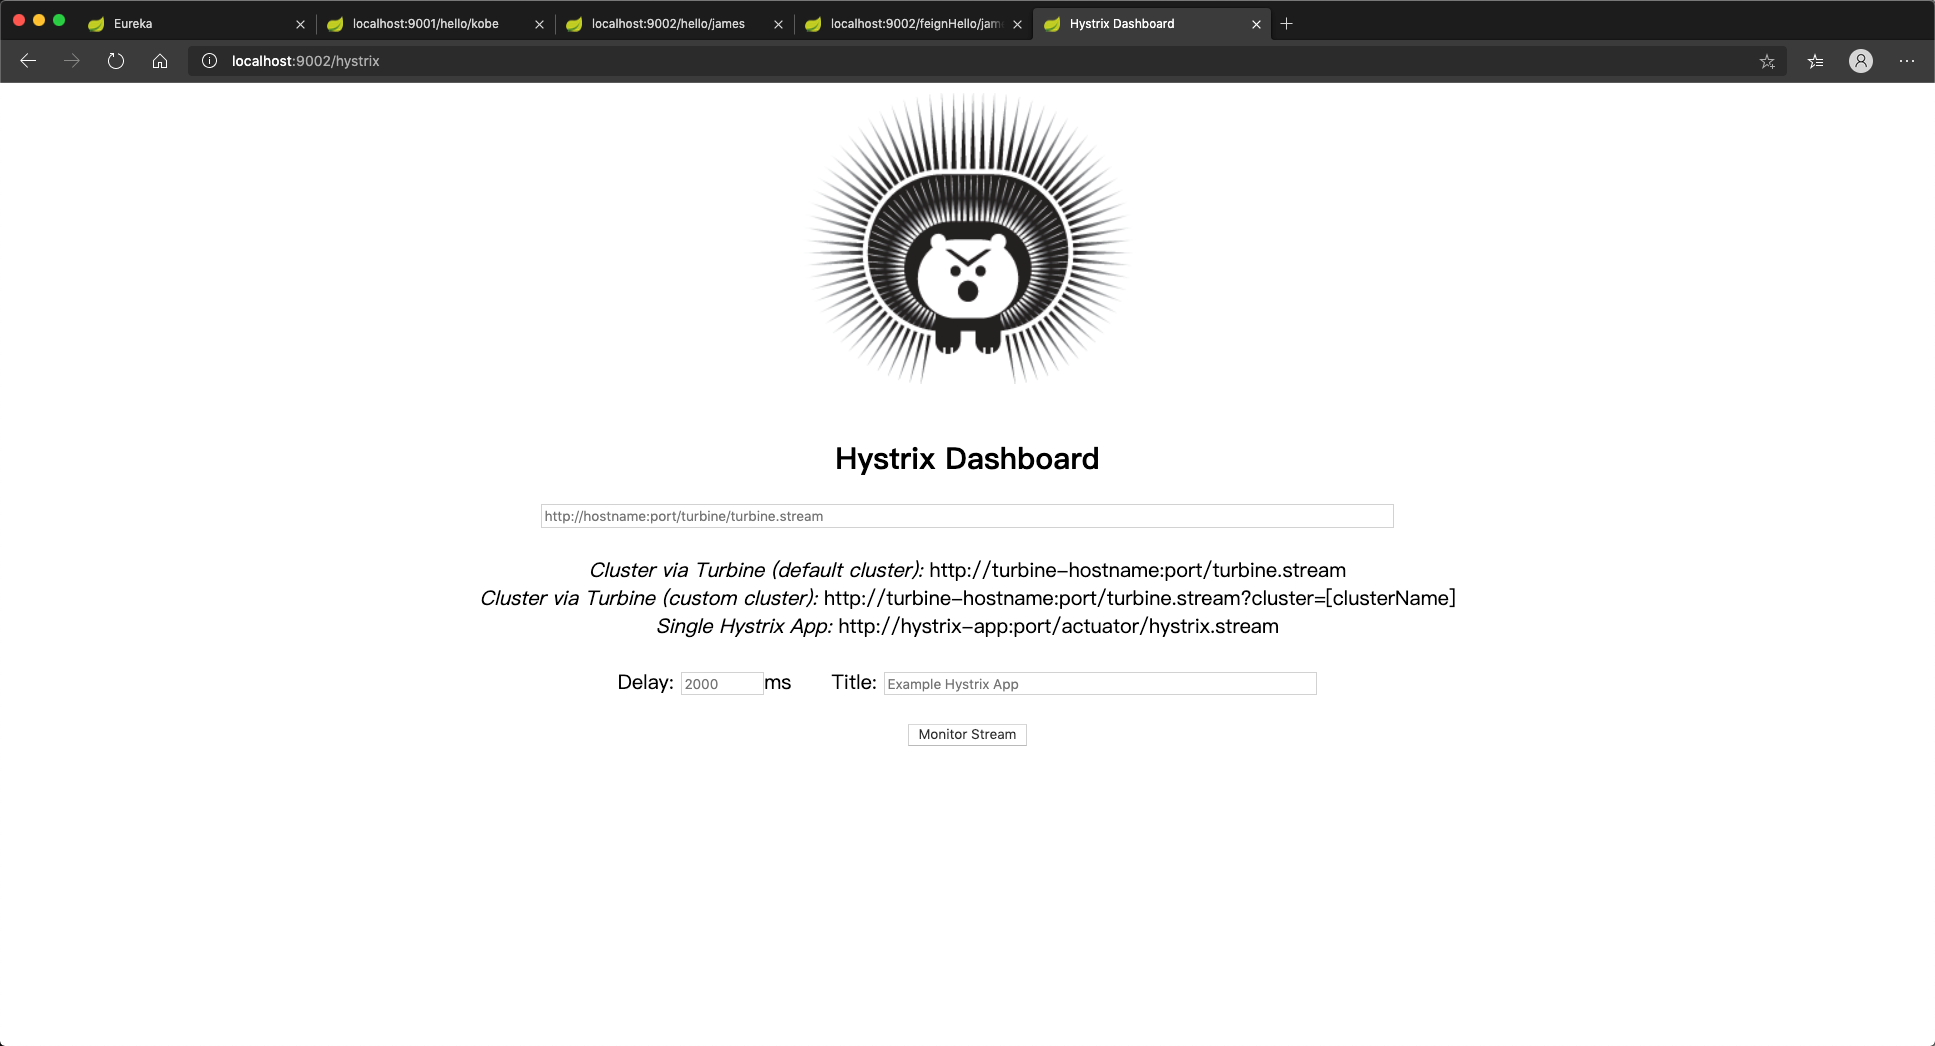 Eureka
localhost:9001/hello/kobe
localhost:9002/hello/james
localhost:9002/feignHello/jam
Hystrix Dashboard
localhost:9002/hystrix
Hystrix Dashboard
http://hostname:port/turbine/turbine.stream
Cluster via Turbine (default cluster): http://turbine-hostname:port/turbine.stream
Cluster via Turbine (custom cluster): http://turbine-hostname:port/turbine.stream?cluster=[clusterName]
Single Hystrix App: http://hystrix-app:port/actuator/hystrix.stream
Delay: 2000 ms Title: Example Hystrix App
Monitor Stream